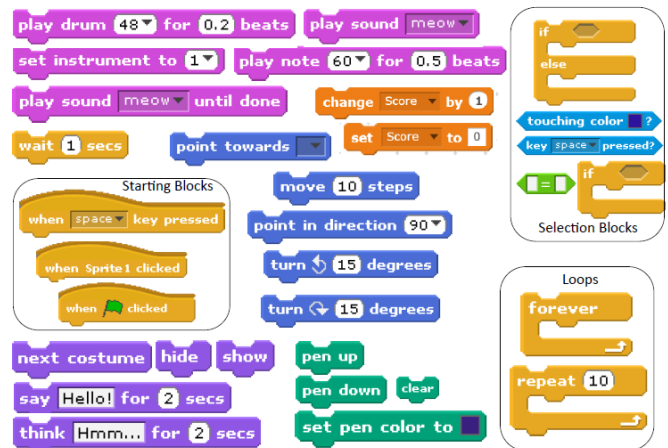 play drum 48 for 0.2 beats
play sound meow
set instrument to 1
play note 60 for 0.5 beats
play sound meow until done
change Score by 1
set Score to 0
wait 1 secs
point towards
if
else
touching color ?
key space pressed?
=
if
Selection Blocks
Starting Blocks
when space key pressed
when Sprite1 clicked
when clicked
move 10 steps
point in direction 90
turn 15 degrees
turn 15 degrees
Loops
forever
repeat 10
next costume
hide
show
say Hello! for 2 secs
think Hmm... for 2 secs
pen up
pen down
clear
set pen color to